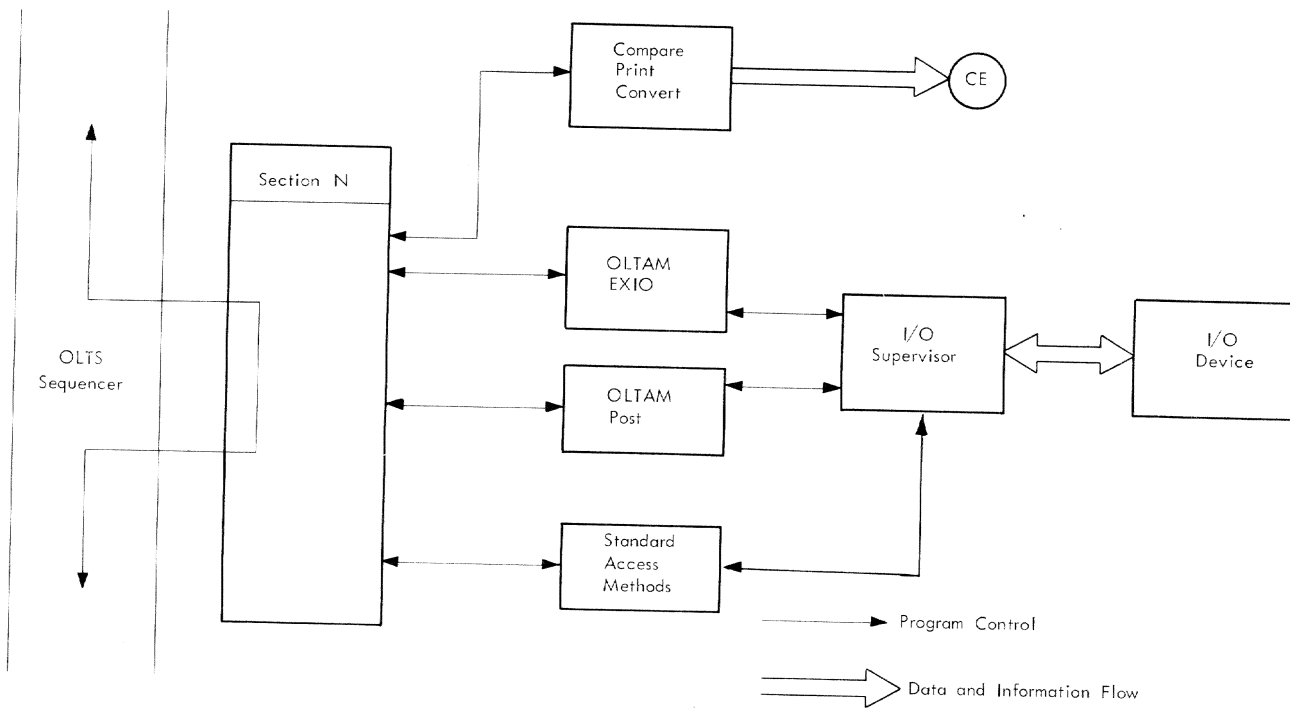 Compare
Print
Convert
CE
Section N
OLTAM
EXIO
I/O
Supervisor
I/O
Device
OLTS
Sequencer
OLTAM
Post
Standard
Access
Methods
Program Control
Data and Information Flow